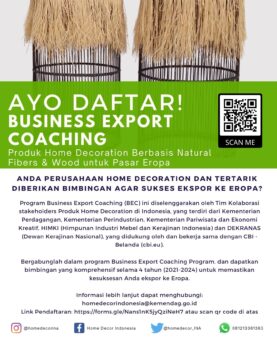 AYO DAFTAR!
BUSINESS EXPORT
COACHING
SCAN ME
Produk Home Decoration Berbasis Natural
Fibers & Wood untuk Pasar Eropa
ANDA PERUSAHAAN HOME DECORATION DAN TERTARIK
DIBERIKAN BIMBINGAN AGAR SUKSES EKSPOR KE EROPA?
Program Business Export Coaching (BEC) ini diselenggarakan oleh Tim Kolaborasi
stakeholders Produk Home Decoration di Indonesia, yang terdiri dari Kementerian
Perdagangan, Kementerian Perindustrian, Kementerian Pariwisata dan Ekonomi
Kreatif, HIMKI (Himpunan Industri Mebel dan Kerajinan Indonesia) dan DEKRANAS
(Dewan Kerajinan Nasional), yang didukung oleh dan bekerja sama dengan CBI -
Belanda (cbi.eu).
Bergabunglah dalam program Business Export Coaching Program. dan dapatkan
bimbingan yang komprehensif selama 4 tahun (2021-2024) untuk memastikan
kesuksesan Anda ekspor ke Eropa.
Informasi lebih lanjut dapat menghubungi:
homedecorindonesia@kemendag.go.id
Link Pendaftaran: https://forms.gle/ atau scan qr code di atas
@homedecorina
Home Decor Indonesia
@homedecor_INA